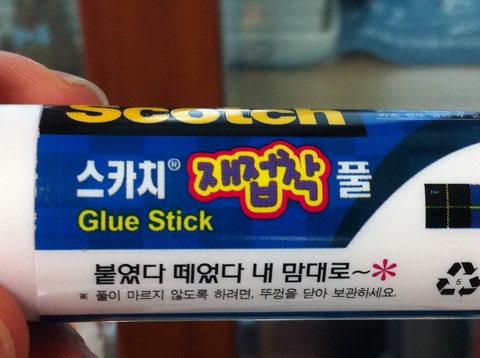 Scotch
스카치® 재접착 풀
Glue Stick
붙였다 떼었다 내 맘대로~*
※ 풀이 마르지 않도록 하려면, 뚜껑을 닫아 보관하세요.
5